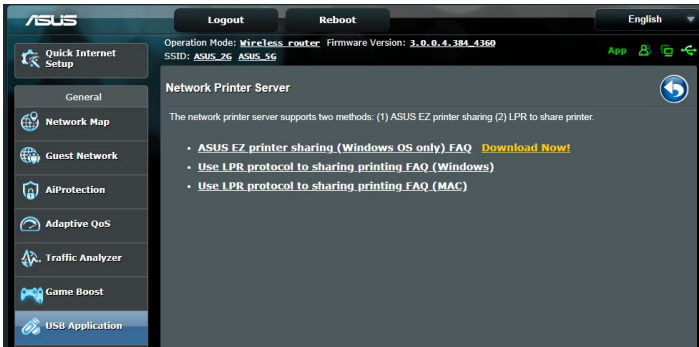 ASUS
Logout
Reboot
English
Quick Internet
Setup
Operation Mode: Wireless router Firmware Version: 3.0.0.4.384_4360
SSID: ASUS_2G ASUS_5G
App
General
Network Map
Guest Network
AiProtection
Adaptive QoS
Traffic Analyzer
Game Boost
USB Application
Network Printer Server
The network printer server supports two methods: (1) ASUS EZ printer sharing (2) LPR to share printer.
ASUS EZ printer sharing (Windows OS only) FAQ Download Now!
Use LPR protocol to sharing printing FAQ (Windows)
Use LPR protocol to sharing printing FAQ (MAC)